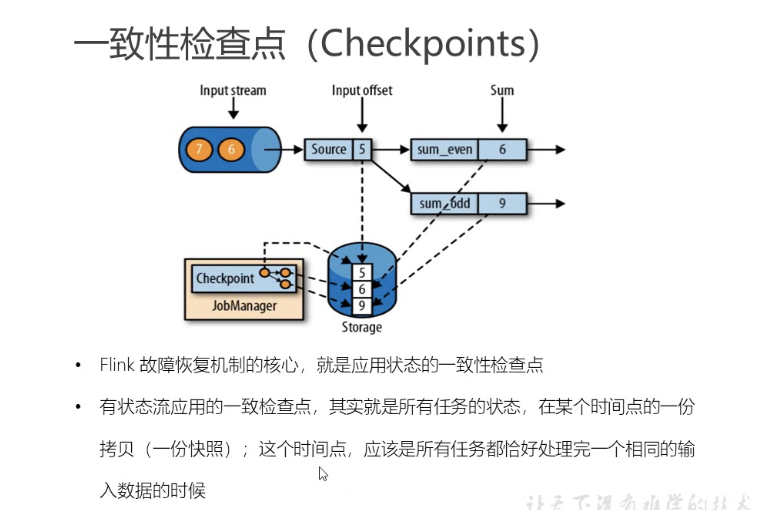 一致性检查点（Checkpoints）
Input stream
Input offset
Sum
7
6
Source
5
sum_even
6
sum_odd
9
Checkpoint
JobManager
5
6
9
Storage
• Flink 故障恢复机制的核心，就是应用状态的一致性检查点
• 有状态流应用的一致检查点，其实就是所有任务的状态，在某个时间点的一份
拷贝（一份快照）；这个时间点，应该是所有任务都恰好处理完一个相同的输
入数据的时候
让天下没有难学的技术